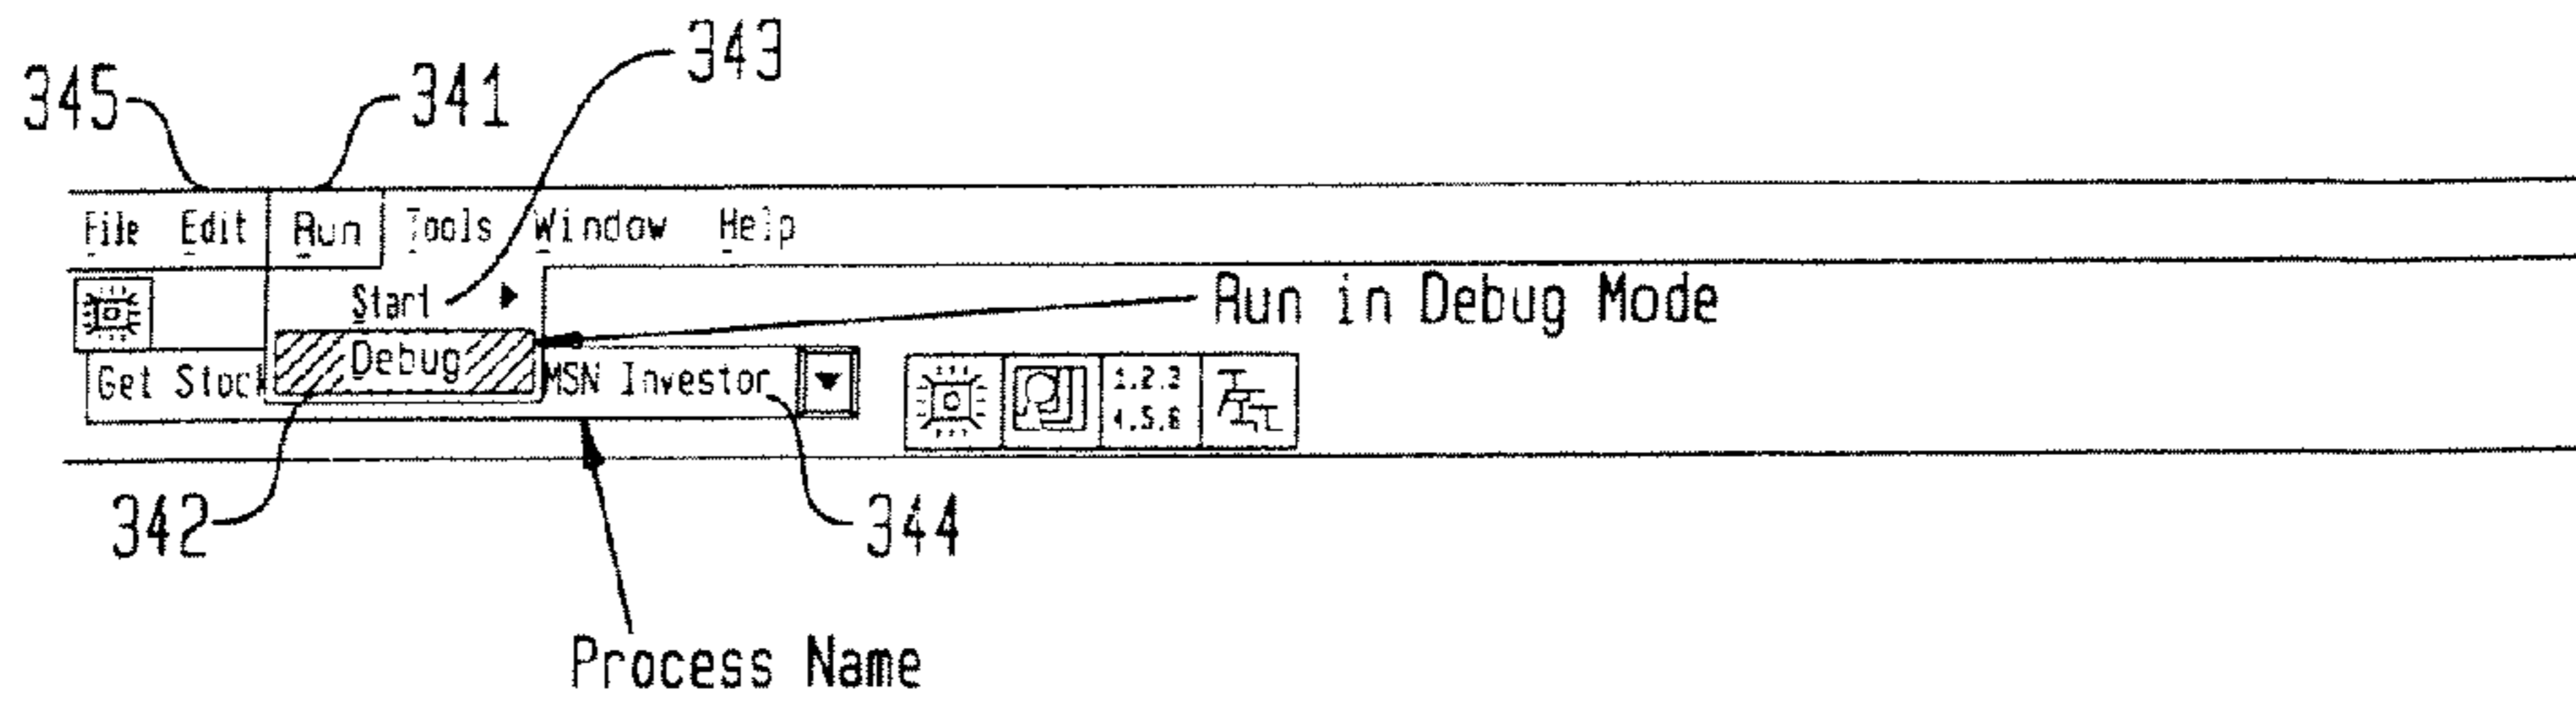 343
345 341
File Edit Run Tools Window Help
Start
Run in Debug Mode
Debug
Get Stock MSN Investor
1.2.3
4.5.6
342 344
Process Name